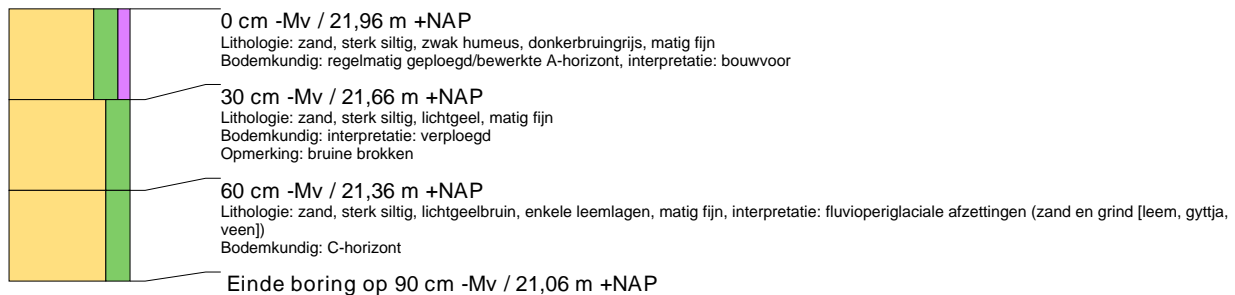 0 cm -Mv / 21,96 m +NAP
Lithologie: zand, sterk siltig, zwak humeus, donkerbruingrijs, matig fijn
Bodemkundig: regelmatig geploegd/bewerkte A-horizont, interpretatie: bouwvoor
30 cm -Mv / 21,66 m +NAP
Lithologie: zand, sterk siltig, lichtgeel, matig fijn
Bodemkundig: interpretatie: verploegd
Opmerking: bruine brokken
60 cm -Mv / 21,36 m +NAP
Lithologie: zand, sterk siltig, lichtgeelbruin, enkele leemlagen, matig fijn, interpretatie: fluvioperiglaciale afzettingen (zand en grind [leem, gyttja,
veen])
Bodemkundig: C-horizont
Einde boring op 90 cm -Mv / 21,06 m +NAP